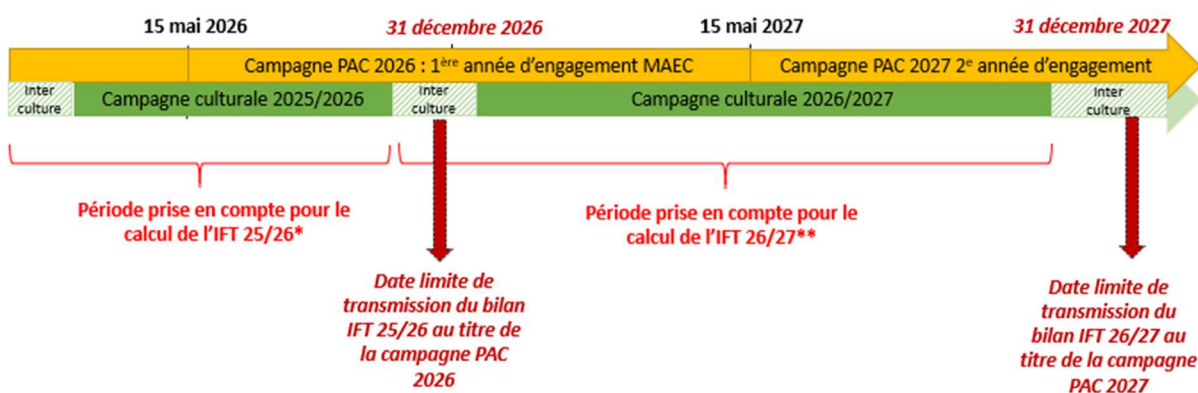 15 mai 2026
31 décembre 2026
15 mai 2027
31 décembre 2027
Campagne PAC 2026 : 1ère année d'engagement MAEC
Campagne PAC 2027 2e année d'engagement
Inter
culture
Campagne culturale 2025/2026
Inter
culture
Campagne culturale 2026/2027
Inter
culture
Période prise en compte pour le
calcul de l'IFT 25/26*
Période prise en compte pour le
calcul de l'IFT 26/27**
Date limite de
transmission du bilan
IFT 25/26 au titre de
la campagne PAC
2026
Date limite de
transmission du
bilan IFT 26/27 au
titre de la campagne
PAC 2027